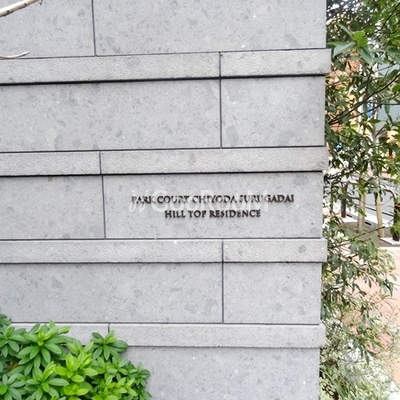 PARK COURT CHIYODA SURUGADAI
HILL TOP RESIDENCE